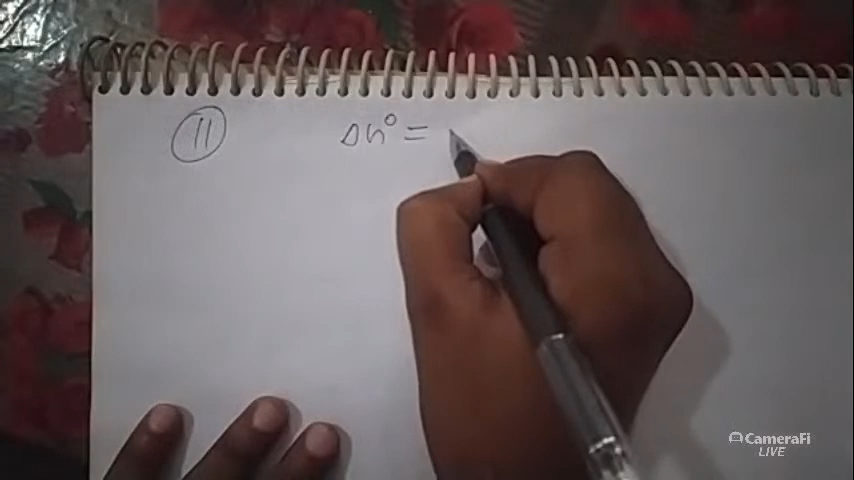 11 Δh° =
CameraFi
LIVE